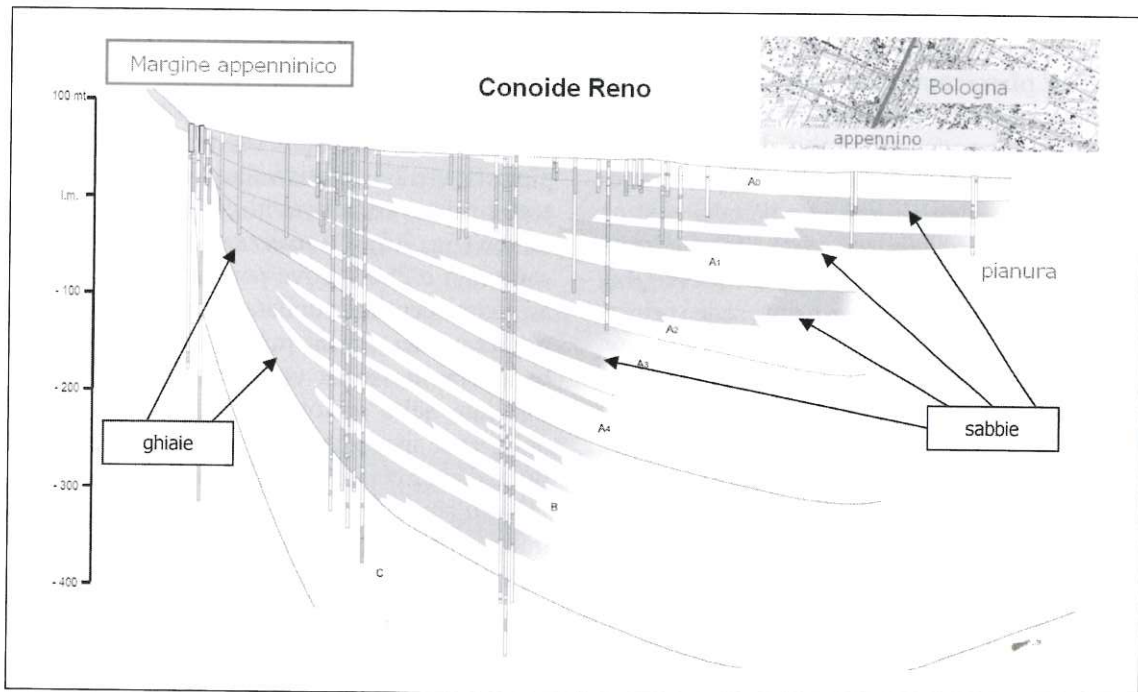 Margine appenninico
Conoide Reno
Bologna
appennino
100 mt
l.m.
- 100
- 200
- 300
- 400
A0
A1
pianura
A2
A3
A4
B
C
ghiaie
sabbie